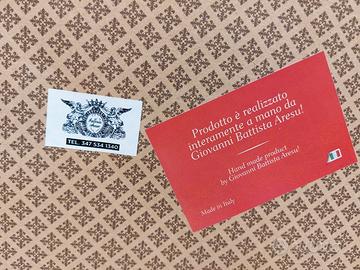 TEL. 347 534 1340
Prodotto è realizzato
interamente a mano da
Giovanni Battista Aresu!
Hand made product
by Giovanni Battista Aresu!
Made in Italy